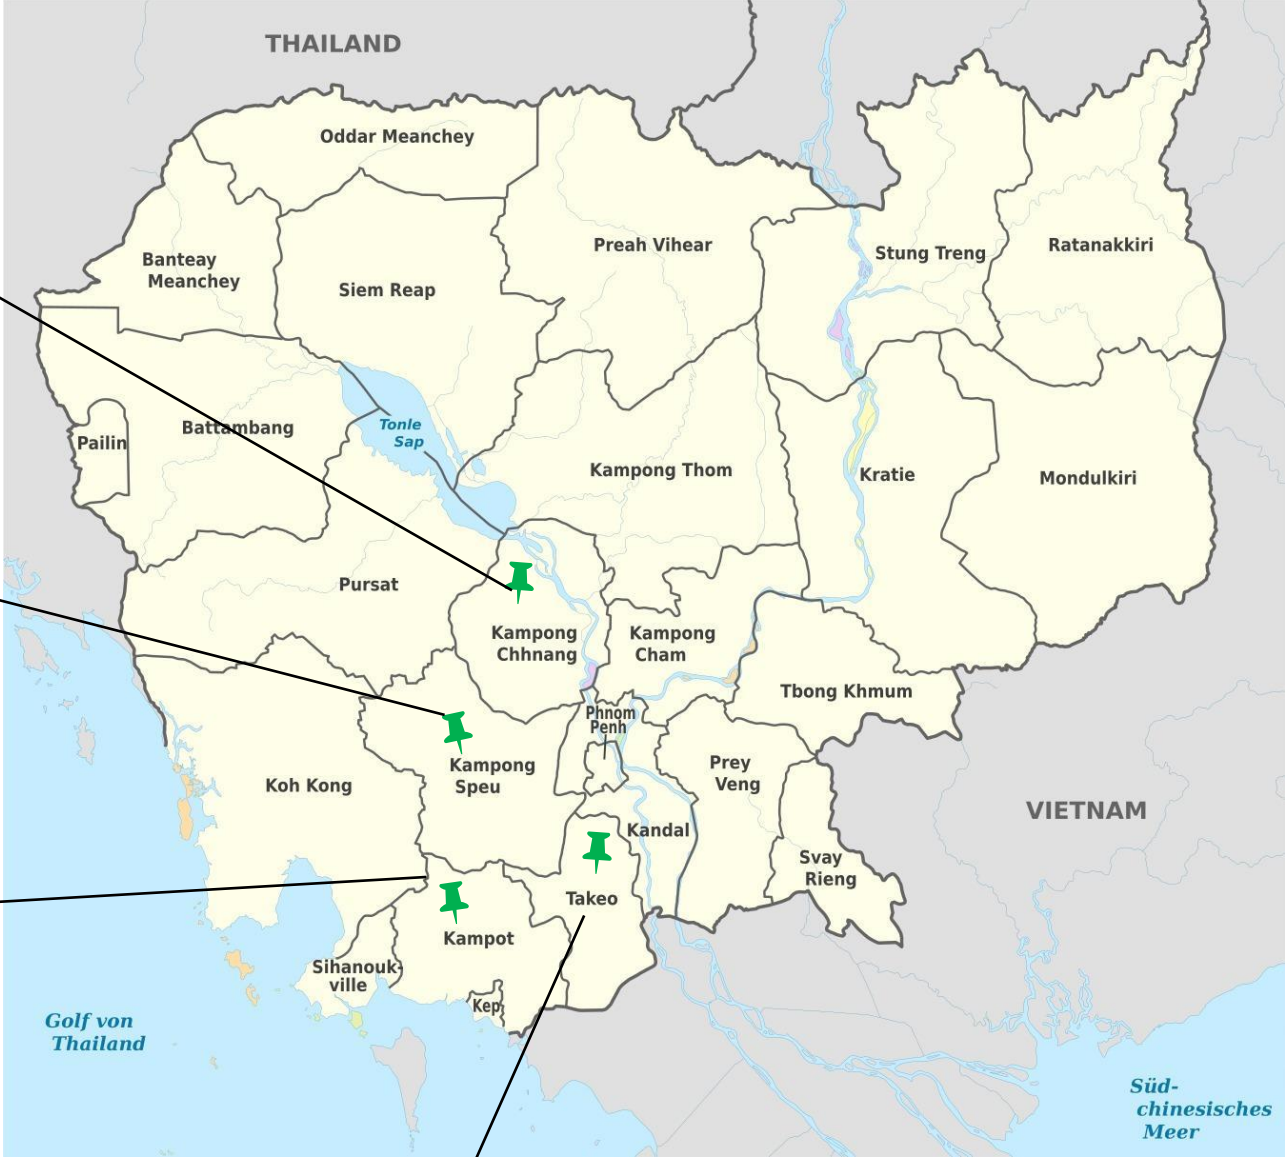 THAILAND
Oddar Meanchey
Preah Vihear
Stung Treng
Ratanakkiri
Banteay
Meanchey
Siem Reap
Tonle
Sap
Battambang
Pailin
Kampong Thom
Kratie
Mondulkiri
Pursat
Kampong
Chhnang
Kampong
Cham
Tbong Khmum
Phnom
Penh
Kampong
Speu
Koh Kong
Prey
Veng
VIETNAM
Kandal
Svay
Rieng
Takeo
Kampot
Sihanouk-
ville
Kep
Golf von
Thailand
Süd-
chinesisches
Meer